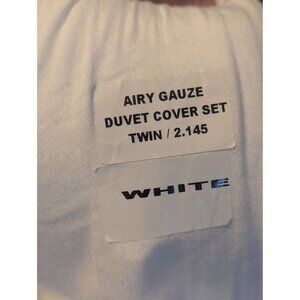 AIRY GAUZE
DUVET COVER SET
TWIN / 2.145
WHITE